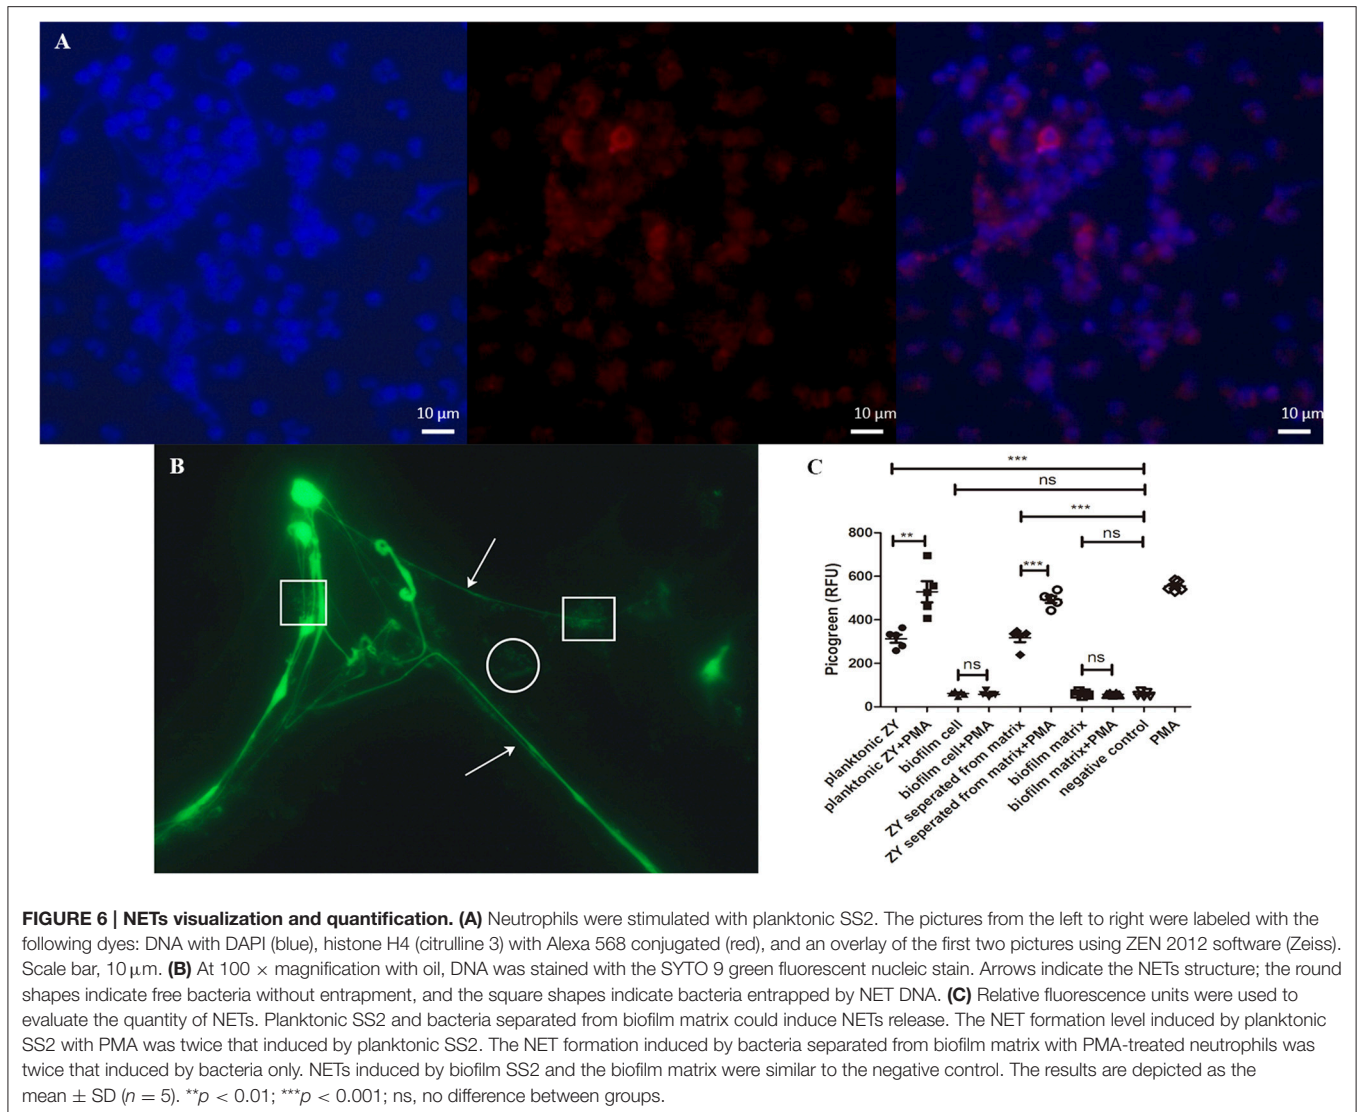 A
10 µm
10 µm
10 µm
B
C
***
ns
***
ns
**
***
ns
ns
Picogreen (RFU)
800
600
400
200
0
planktonic ZY
planktonic ZY+PMA
biofilm cell
biofilm cell+PMA
ZY seperated from matrix
ZY seperated from matrix+PMA
biofilm matrix
biofilm matrix+PMA
negative control
PMA
FIGURE 6 | NETs visualization and quantification. (A) Neutrophils were stimulated with planktonic SS2. The pictures from the left to right were labeled with the
following dyes: DNA with DAPI (blue), histone H4 (citrulline 3) with Alexa 568 conjugated (red), and an overlay of the first two pictures using ZEN 2012 software (Zeiss).
Scale bar, 10 µm. (B) At 100 × magnification with oil, DNA was stained with the SYTO 9 green fluorescent nucleic stain. Arrows indicate the NETs structure; the round
shapes indicate free bacteria without entrapment, and the square shapes indicate bacteria entrapped by NET DNA. (C) Relative fluorescence units were used to
evaluate the quantity of NETs. Planktonic SS2 and bacteria separated from biofilm matrix could induce NETs release. The NET formation level induced by planktonic
SS2 with PMA was twice that induced by planktonic SS2. The NET formation induced by bacteria separated from biofilm matrix with PMA-treated neutrophils was
twice that induced by bacteria only. NETs induced by biofilm SS2 and the biofilm matrix were similar to the negative control. The results are depicted as the
mean ± SD (n = 5). **p < 0.01; ***p < 0.001; ns, no difference between groups.